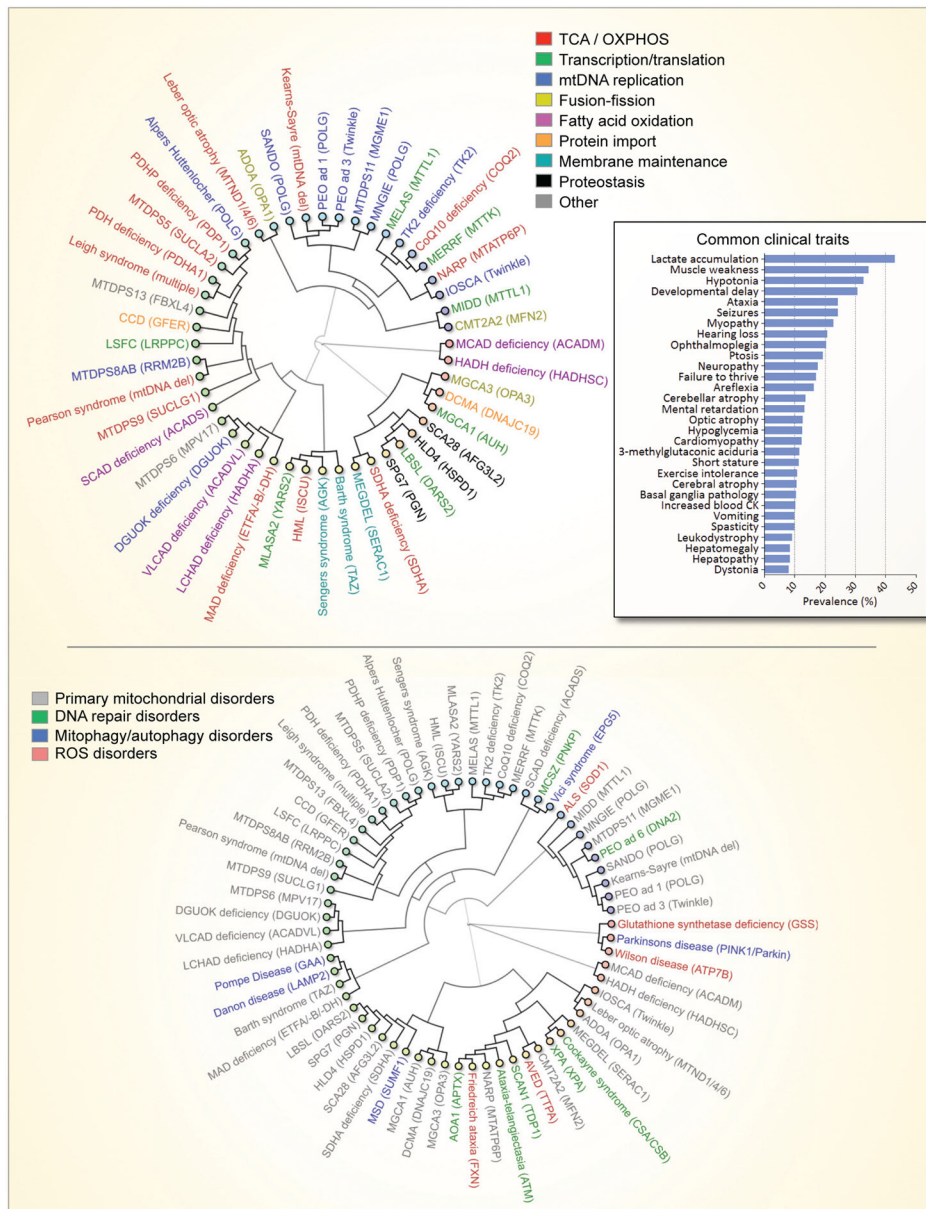 TCA / OXPHOS
Transcription/translation
mtDNA replication
Fusion-fission
Fatty acid oxidation
Protein import
Membrane maintenance
Proteostasis
Other
Kearns-Sayre (mtDNA del)
PEO ad 1 (POLG)
PEO ad 3 (Twinkle)
MTDPS11 (MGME1)
MNGIE (POLG)
MELAS (MTTL1)
TK2 deficiency (TK2)
CoQ10 deficiency (COQ2)
MERRF (MTTK)
NARP (MTATP6P)
IOSCA (Twinkle)
MIDD (MTTL1)
CMT2A2 (MFN2)
MCAD deficiency (ACADM)
HADH deficiency (HADHSC)
MGCA3 (OPA3)
DCMA (DNAJC19)
MGCA1 (AUH)
SCA28 (AFG3L2)
HLD4 (HSPD1)
LBSL (DARS2)
SPG7 (PGN)
SDHA deficiency (SDHA)
MEGDEL (SERAC1)
Barth syndrome (TAZ)
Sengers syndrome (AGK)
HML (ISCU)
MLASA2 (YARS2)
MAD deficiency (ETFA/-B/-DH)
LCHAD deficiency (HADHA)
VLCAD deficiency (ACADVL)
DGUOK deficiency (DGUOK)
MTDPS6 (MPV17)
SCAD deficiency (ACADS)
MTDPS9 (SUCLG1)
Pearson syndrome (mtDNA del)
MTDPS8AB (RRM2B)
LSFC (LRPPC)
CCD (GFER)
MTDPS13 (FBXL4)
Leigh syndrome (multiple)
PDH deficiency (PDHA1)
MTDPS5 (SUCLA2)
PDHP deficiency (PDP1)
Alpers Huttenlocher (POLG)
Leber optic atrophy (MTND1/4/6)
ADOA (OPA1)
SANDO (POLG)
Common clinical traits
Lactate accumulation
Muscle weakness
Hypotonia
Developmental delay
Ataxia
Seizures
Myopathy
Hearing loss
Ophthalmoplegia
Ptosis
Neuropathy
Failure to thrive
Areflexia
Cerebellar atrophy
Mental retardation
Optic atrophy
Hypoglycemia
Cardiomyopathy
3-methylglutaconic aciduria
Short stature
Exercise intolerance
Cerebral atrophy
Basal ganglia pathology
Increased blood CK
Vomiting
Spasticity
Leukodystrophy
Hepatomegaly
Hepatopathy
Dystonia
0 10 20 30 40 50
Prevalence (%)
Primary mitochondrial disorders
DNA repair disorders
Mitophagy/autophagy disorders
ROS disorders
MELAS (MTTL1)
TK2 deficiency (TK2)
CoQ10 deficiency (COQ2)
MERRF (MTTK)
SCAD deficiency (ACADS)
MCSZ (PNKP)
Vici syndrome (EPG5)
ALS (SOD1)
MIDD (MTTL1)
MNGIE (POLG)
MTDPS11 (MGME1)
PEO ad 6 (DNA2)
SANDO (POLG)
Kearns-Sayre (mtDNA del)
PEO ad 1 (POLG)
PEO ad 3 (Twinkle)
Glutathione synthetase deficiency (GSS)
Parkinsons disease (PINK1/Parkin)
Wilson disease (ATP7B)
MCAD deficiency (ACADM)
HADH deficiency (HADHSC)
IOSCA (Twinkle)
Leber optic atrophy (MTND1/4/6)
ADOA (OPA1)
MEGDEL (SERAC1)
Cockayne syndrome (CSA/CSB)
XPA (XPA)
CMT2A2 (MFN2)
AVED (TTPA)
SCAN1 (TDP1)
Ataxia-telangiectasia (ATM)
NARP (MTATP6P)
Friedreich ataxia (FXN)
AOA1 (APTX)
MGCA3 (OPA3)
DCMA (DNAJC19)
MGCA1 (AUH)
MSD (SUMF1)
SDHA deficiency (SDHA)
SCA28 (AFG3L2)
HLD4 (HSPD1)
SPG7 (PGN)
LBSL (DARS2)
MAD deficiency (ETFA/-B/-DH)
Barth syndrome (TAZ)
Danon disease (LAMP2)
Pompe Disease (GAA)
LCHAD deficiency (HADHA)
VLCAD deficiency (ACADVL)
DGUOK deficiency (DGUOK)
MTDPS6 (MPV17)
MTDPS9 (SUCLG1)
Pearson syndrome (mtDNA del)
MTDPS8AB (RRM2B)
LSFC (LRPPC)
CCD (GFER)
MTDPS13 (FBXL4)
Leigh syndrome (multiple)
PDH deficiency (PDHA1)
MTDPS5 (SUCLA2)
PDHP deficiency (PDP1)
Alpers Huttenlocher (POLG)
Sengers syndrome (AGK)
HML (ISCU)
MLASA2 (YARS2)